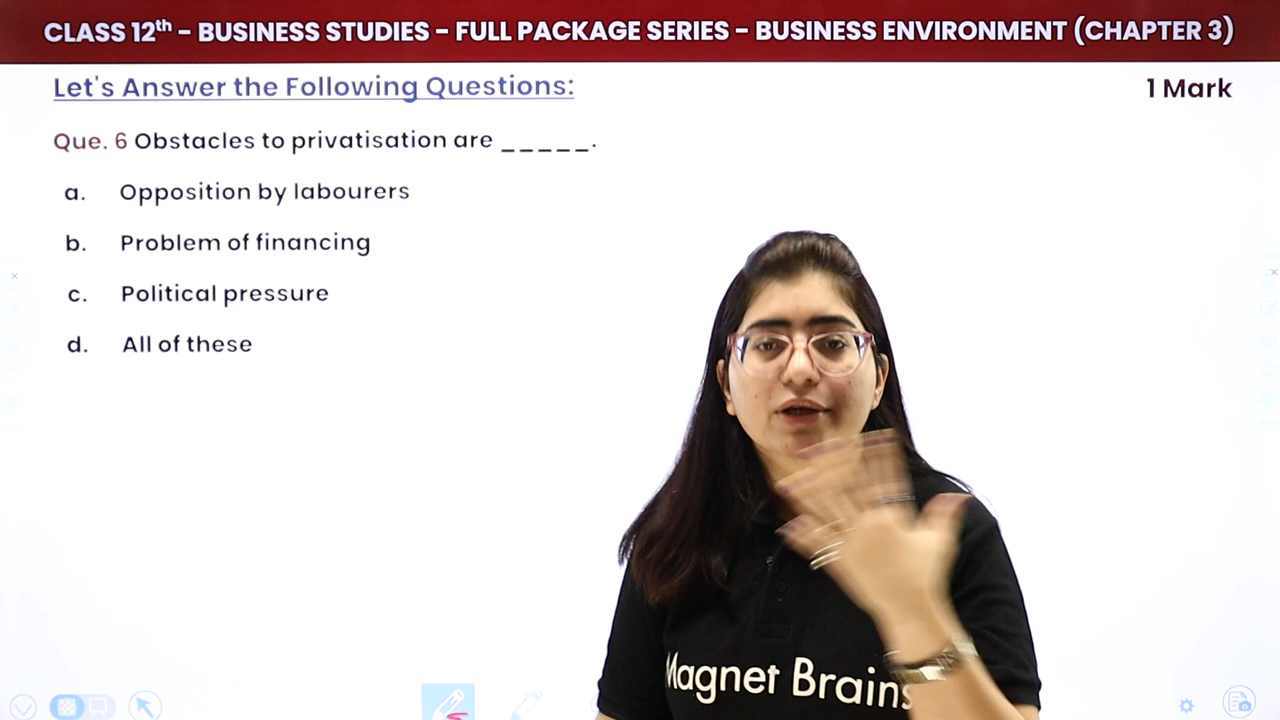 CLASS 12th – BUSINESS STUDIES – FULL PACKAGE SERIES – BUSINESS ENVIRONMENT (CHAPTER 3)
Let's Answer the Following Questions:
1 Mark
Que. 6 Obstacles to privatisation are _____.
a. Opposition by labourers
b. Problem of financing
c. Political pressure
d. All of these
Magnet Brains